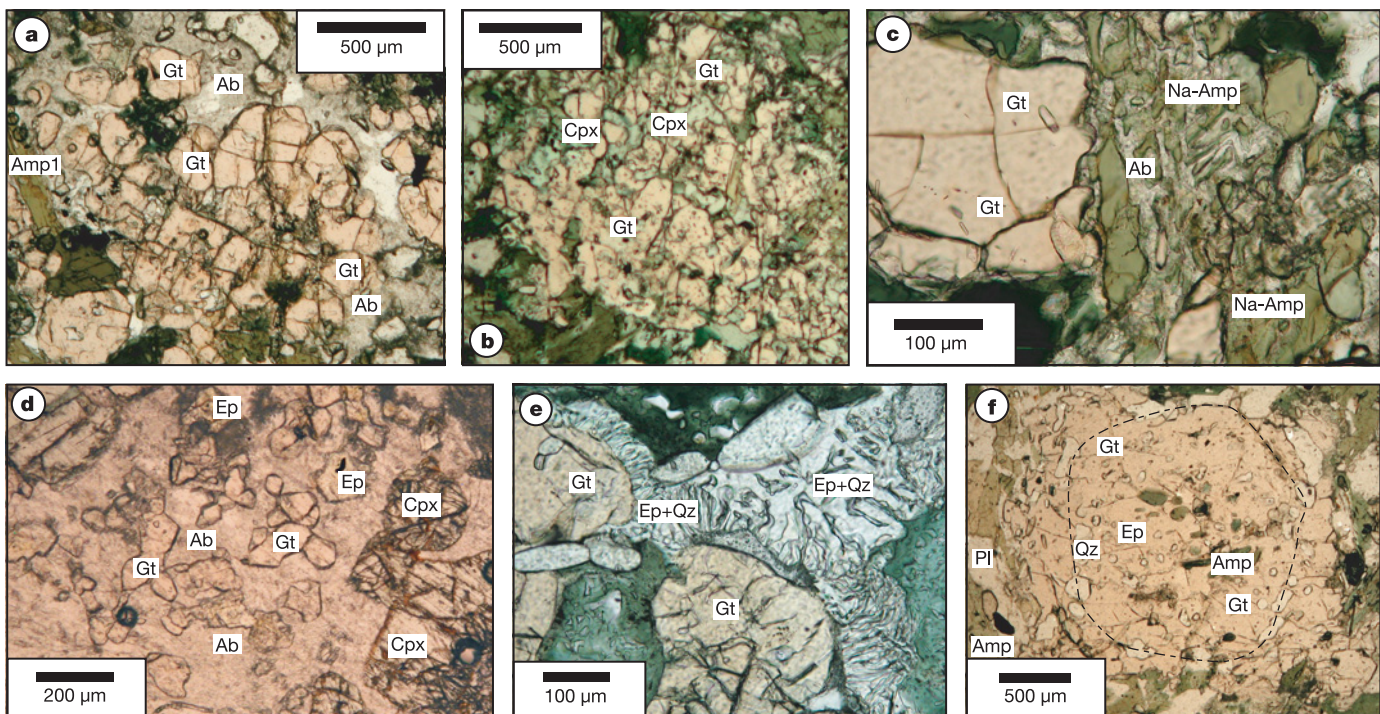 a
500 µm
Gt
Ab
Gt
Amp1
Gt
Ab
b
500 µm
Gt
Cpx
Cpx
Gt
c
Gt
Na-Amp
Ab
Gt
Na-Amp
100 µm
d
Ep
Ep
Cpx
Ab
Gt
Gt
Ab
Cpx
200 µm
e
Gt
Ep+Qz
Ep+Qz
Gt
100 µm
f
Gt
Ep
Qz
Pl
Amp
Gt
Amp
500 µm